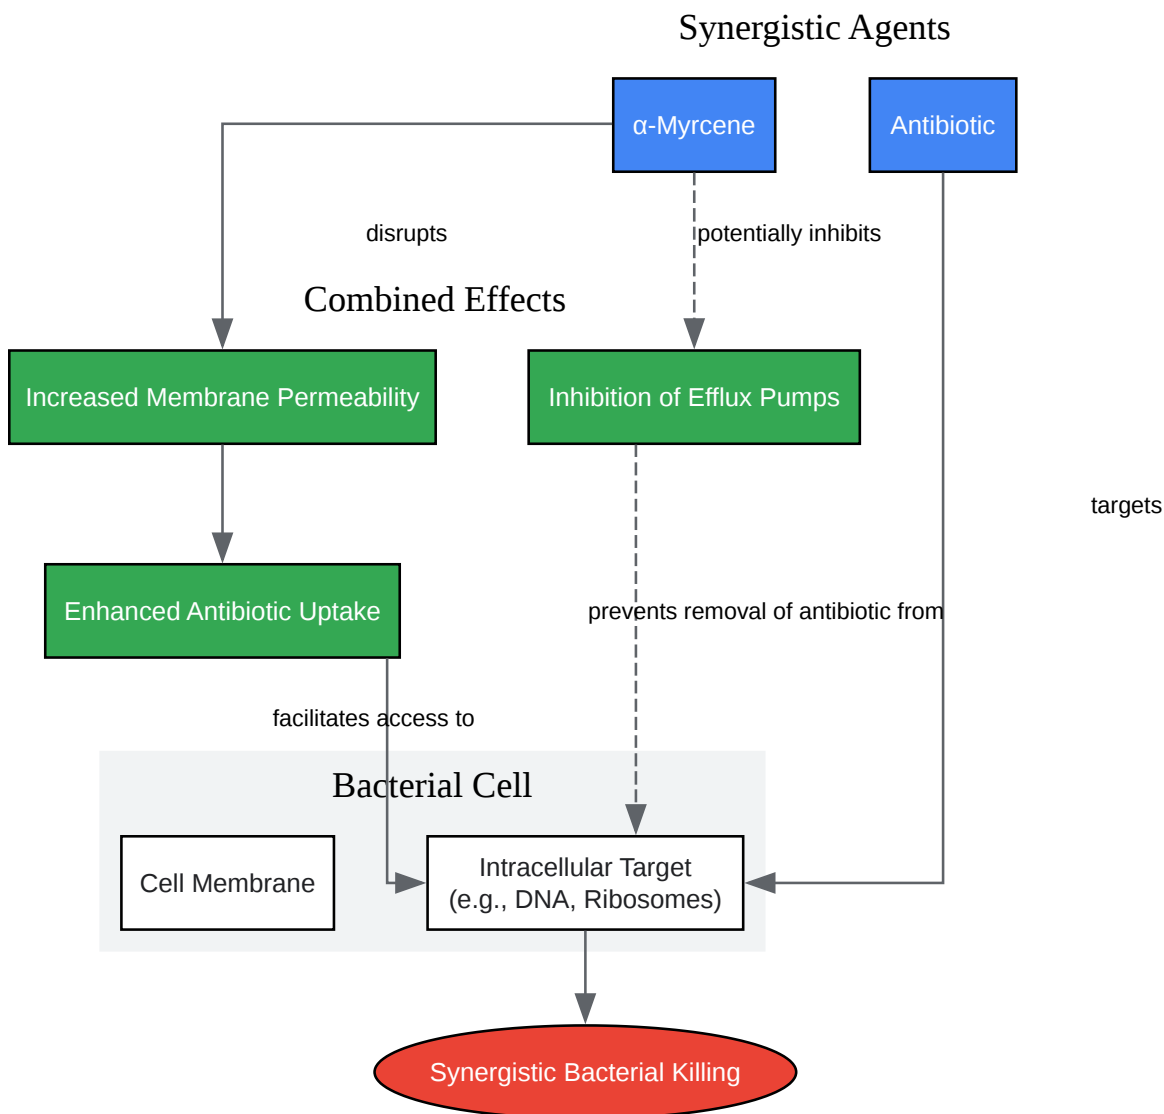 Synergistic Agents
α-Myrcene
Antibiotic
disrupts
potentially inhibits
Combined Effects
Increased Membrane Permeability
Inhibition of Efflux Pumps
targets
Enhanced Antibiotic Uptake
prevents removal of antibiotic from
facilitates access to
Bacterial Cell
Cell Membrane
Intracellular Target
(e.g., DNA, Ribosomes)
Synergistic Bacterial Killing